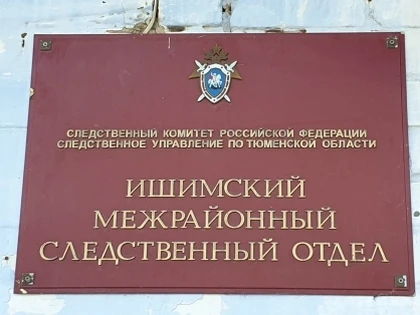 СЛЕДСТВЕННЫЙ КОМИТЕТ РОССИЙСКОЙ ФЕДЕРАЦИИ
СЛЕДСТВЕННОЕ УПРАВЛЕНИЕ ПО ТЮМЕНСКОЙ ОБЛАСТИ
ИШИМСКИЙ
МЕЖРАЙОННЫЙ
СЛЕДСТВЕННЫЙ ОТДЕЛ